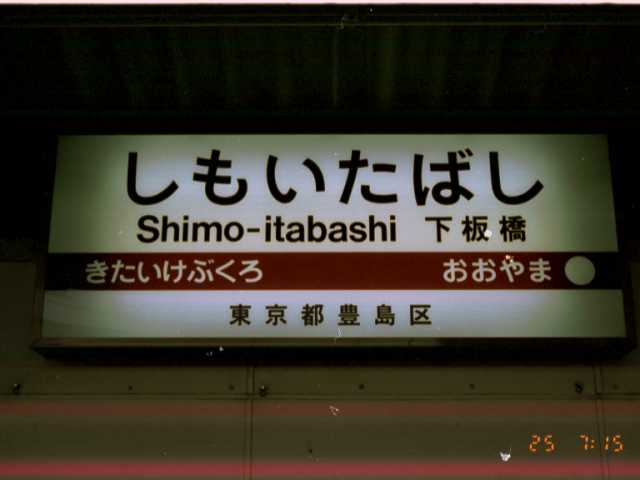 しもいたばし
Shimo-itabashi 下板橋
きたいけぶくろ おおやま
東京都豊島区
25 7:15